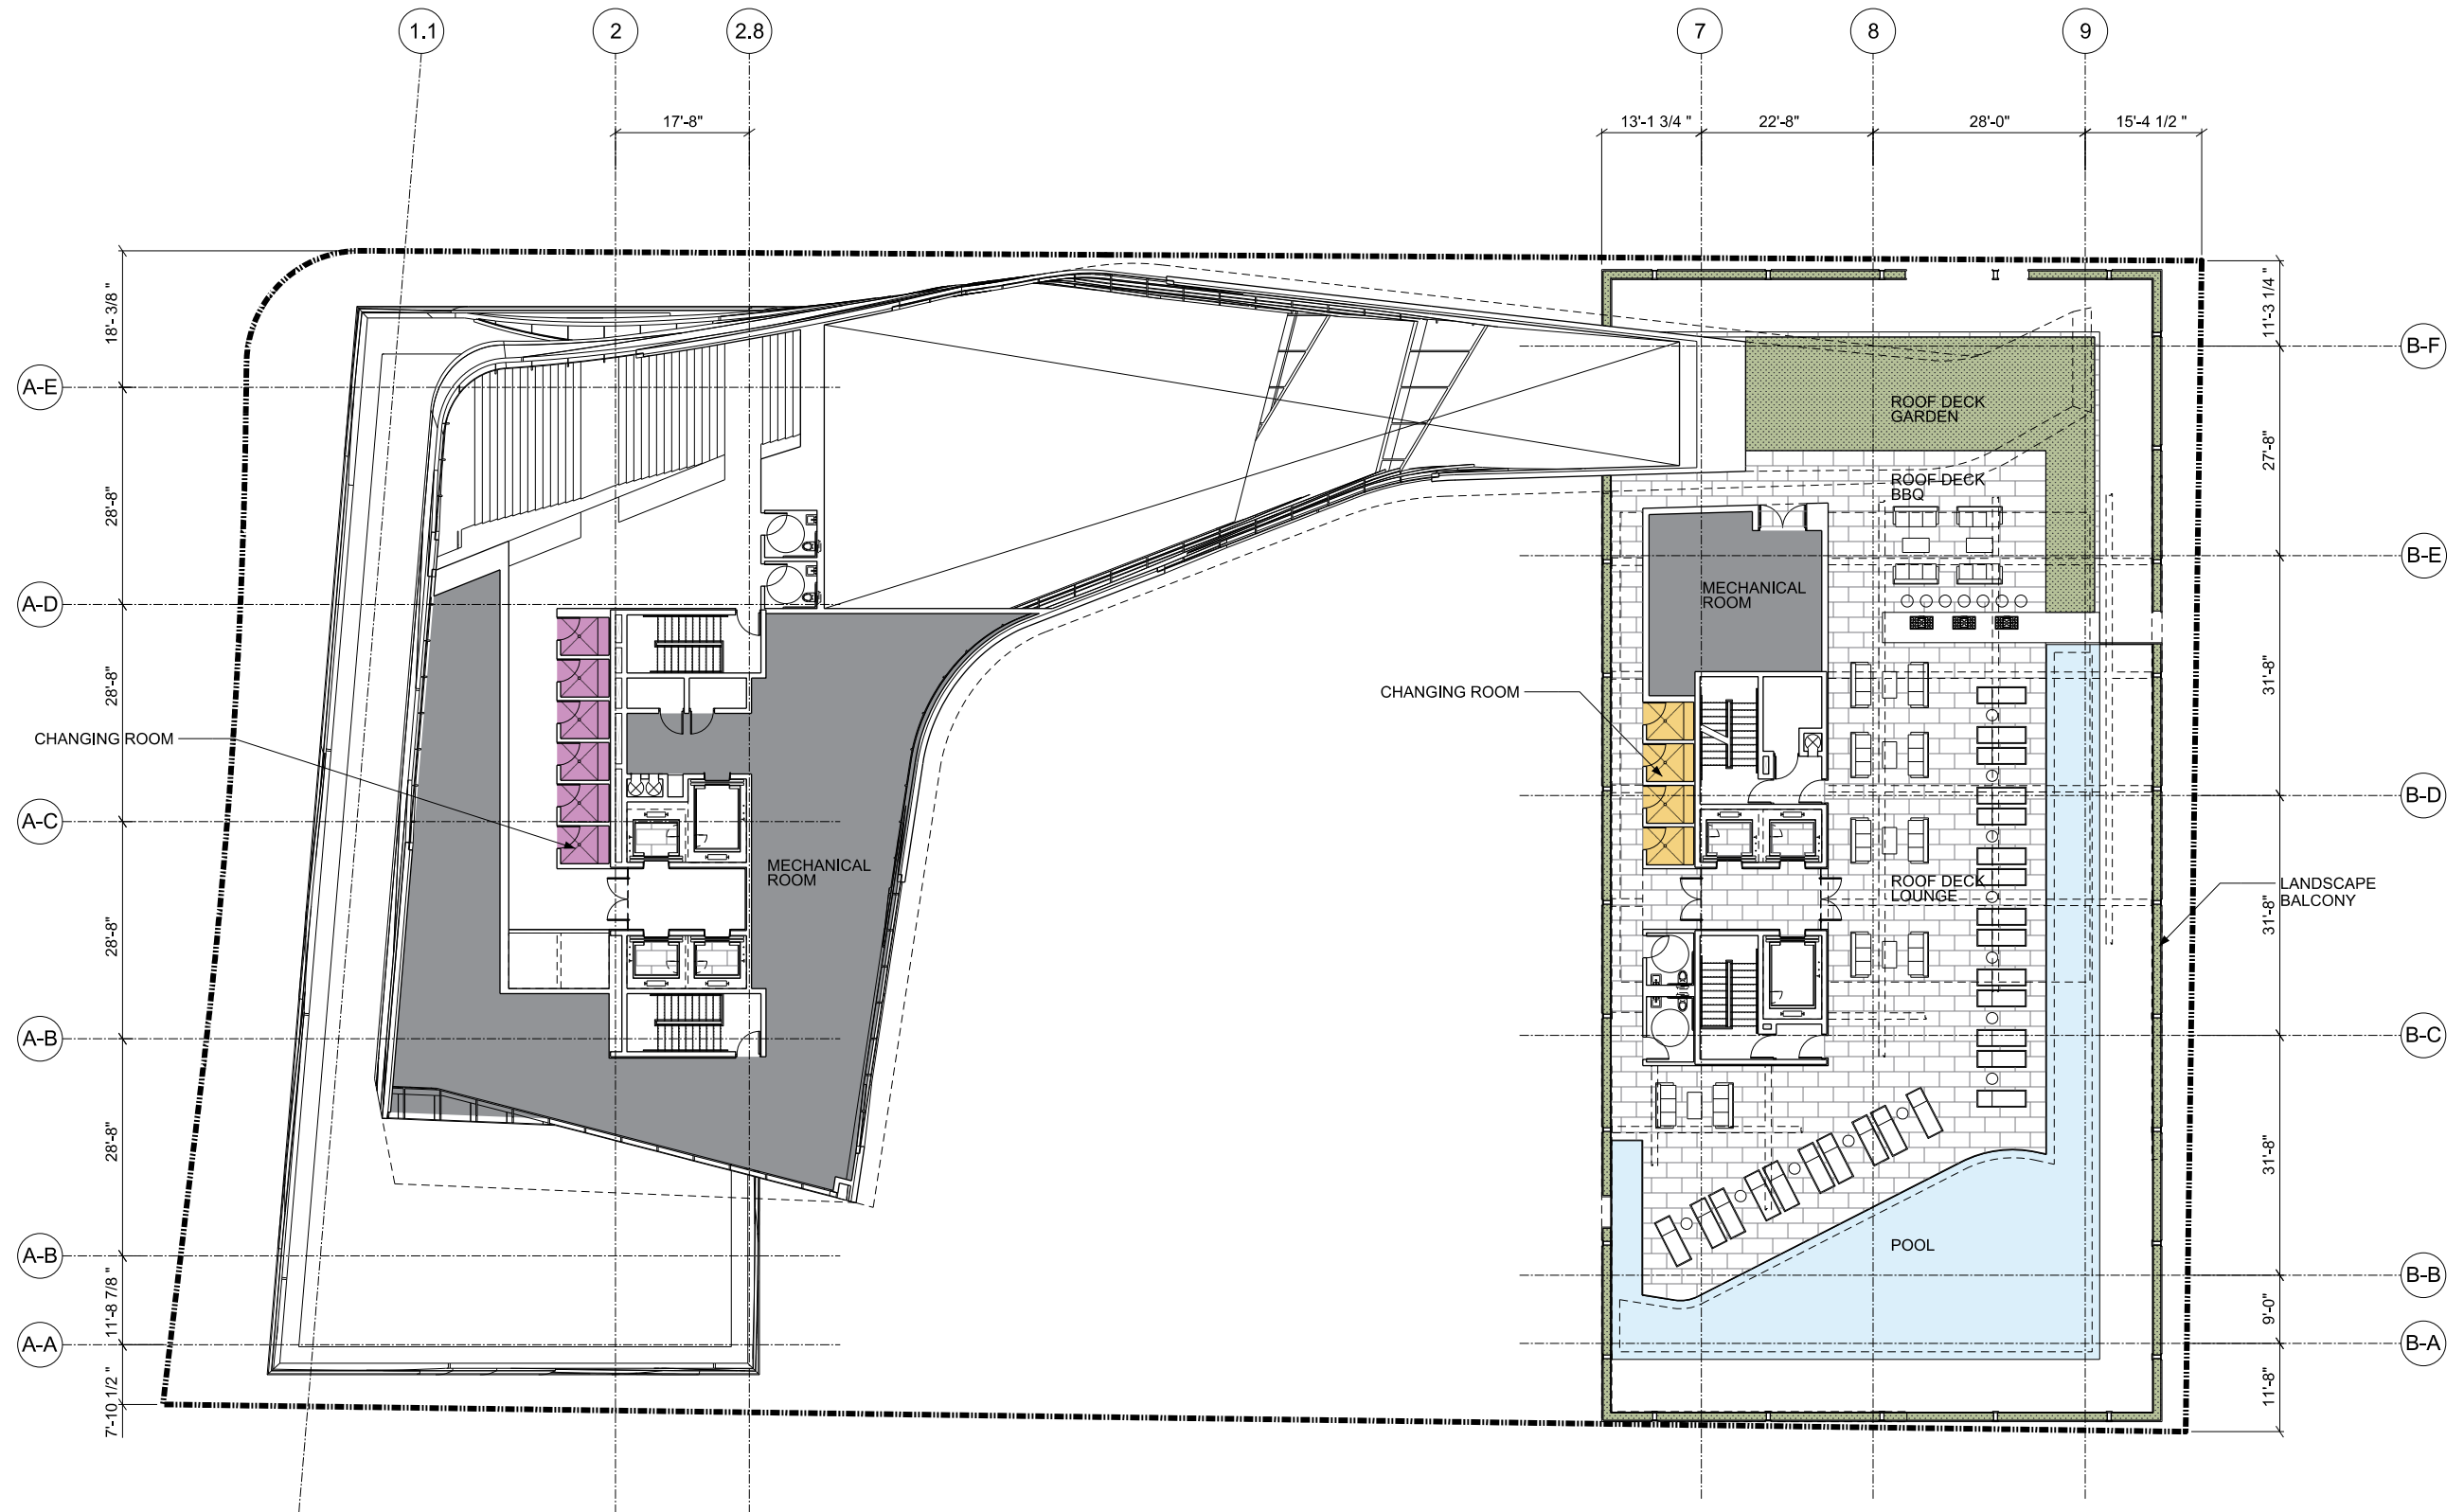 1.1
2
2.8
7
8
9
17'-8"
13'-1 3/4 "
22'-8"
28'-0"
15'-4 1/2 "
18'- 3/8 "
11'-3 1/4 "
B-F
A-E
ROOF DECK
GARDEN
27'-8"
28'-8"
ROOF DECK
BBQ
B-E
MECHANICAL
ROOM
A-D
31'-8"
28'-8"
CHANGING ROOM
CHANGING ROOM
B-D
A-C
MECHANICAL
ROOM
ROOF DECK
LOUNGE
31'-8"
LANDSCAPE
BALCONY
28'-8"
A-B
B-C
28'-8"
31'-8"
POOL
A-B
B-B
11'-8 7/8 "
9'-0"
A-A
B-A
7'-10 1/2 "
11'-8"